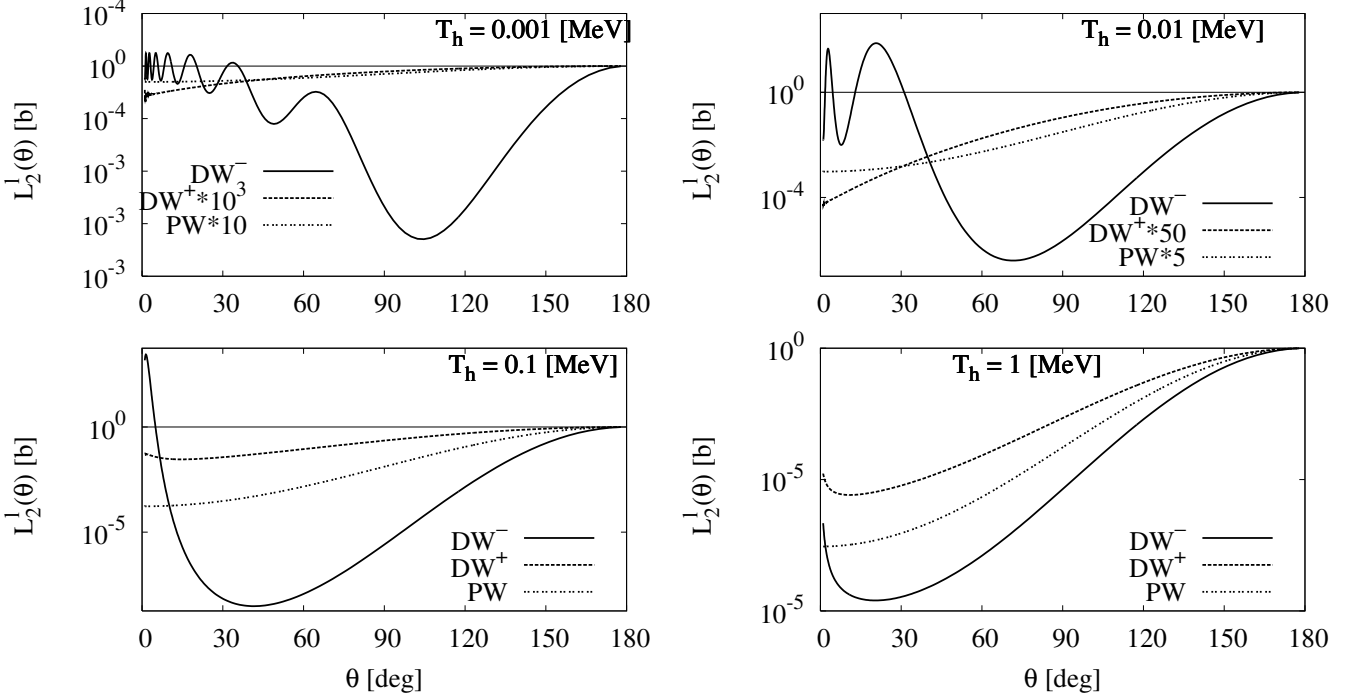 T_h = 0.001 [MeV]
10^-4
10^0
10^-4
10^-3
10^-3
10^-3
L_2^l(θ) [b]
DW^-
DW^+*10^3
PW*10
0 30 60 90 120 150 180
T_h = 0.01 [MeV]
10^0
10^-4
L_2^l(θ) [b]
DW^-
DW^+*50
PW*5
0 30 60 90 120 150 180
T_h = 0.1 [MeV]
10^0
10^-5
L_2^l(θ) [b]
DW^-
DW^+
PW
0 30 60 90 120 150 180
θ [deg]
T_h = 1 [MeV]
10^0
10^-5
10^-5
L_2^l(θ) [b]
DW^-
DW^+
PW
0 30 60 90 120 150 180
θ [deg]